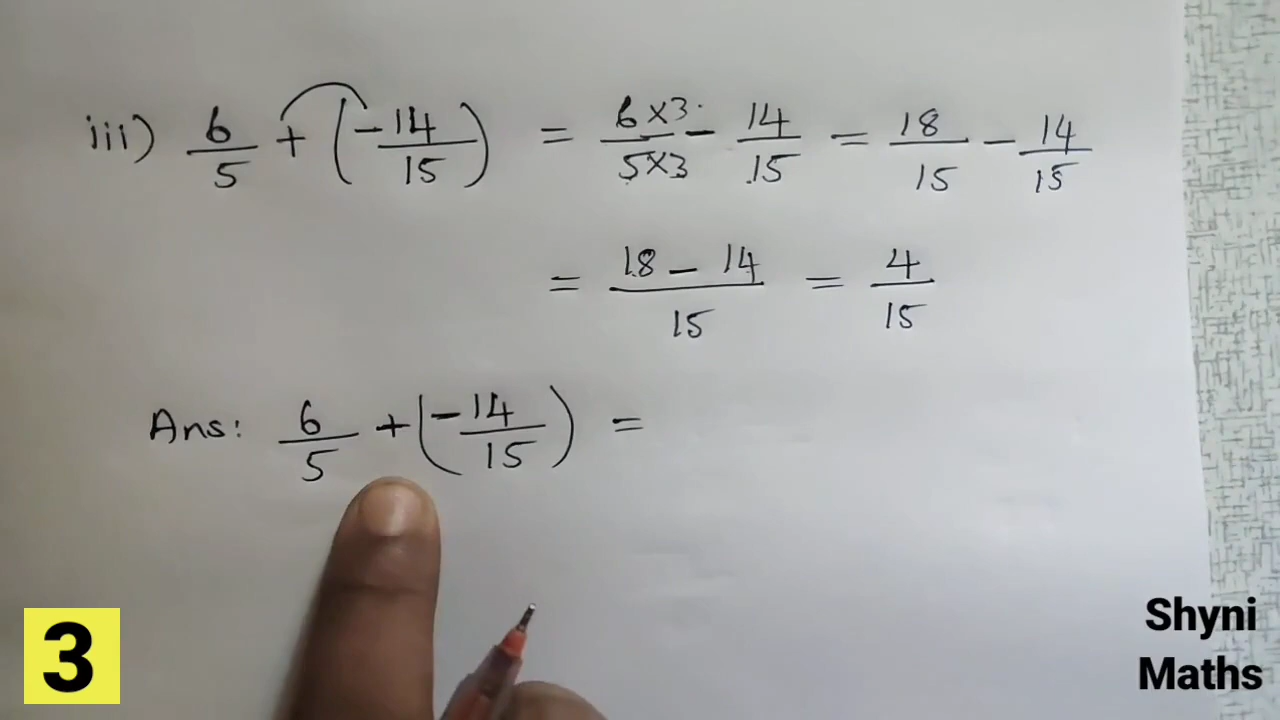 iii) 6/5 + (-14/15) = 6×3/5×3 - 14/15 = 18/15 - 14/15
= 18 - 14/15 = 4/15
Ans: 6/5 + (-14/15) =
3
Shyni
Maths